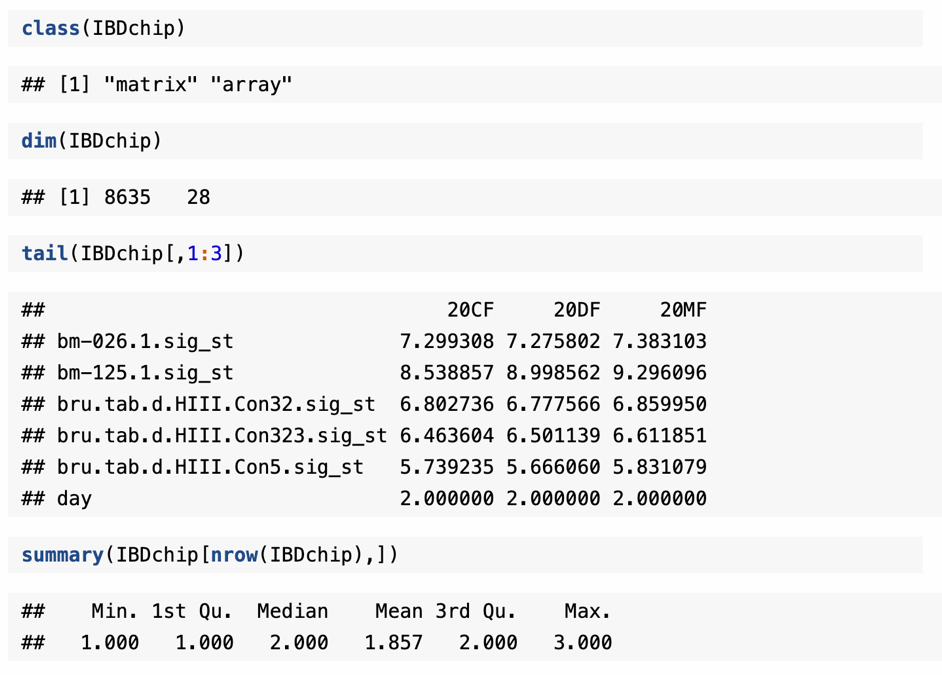 class(IBDchip)
## [1] "matrix" "array"
dim(IBDchip)
## [1] 8635   28
tail(IBDchip[,1:3])
##                                 20CF     20DF     20MF
## bm−026.1.sig_st             7.299308 7.275802 7.383103
## bm−125.1.sig_st             8.538857 8.998562 9.296096
## bru.tab.d.HIII.Con32.sig_st  6.802736 6.777566 6.859950
## bru.tab.d.HIII.Con323.sig_st 6.463604 6.501139 6.611851
## bru.tab.d.HIII.Con5.sig_st   5.739235 5.666060 5.831079
## day                          2.000000 2.000000 2.000000
summary(IBDchip[nrow(IBDchip),])
##    Min. 1st Qu.  Median    Mean 3rd Qu.    Max.
##   1.000   1.000   2.000   1.857   2.000   3.000